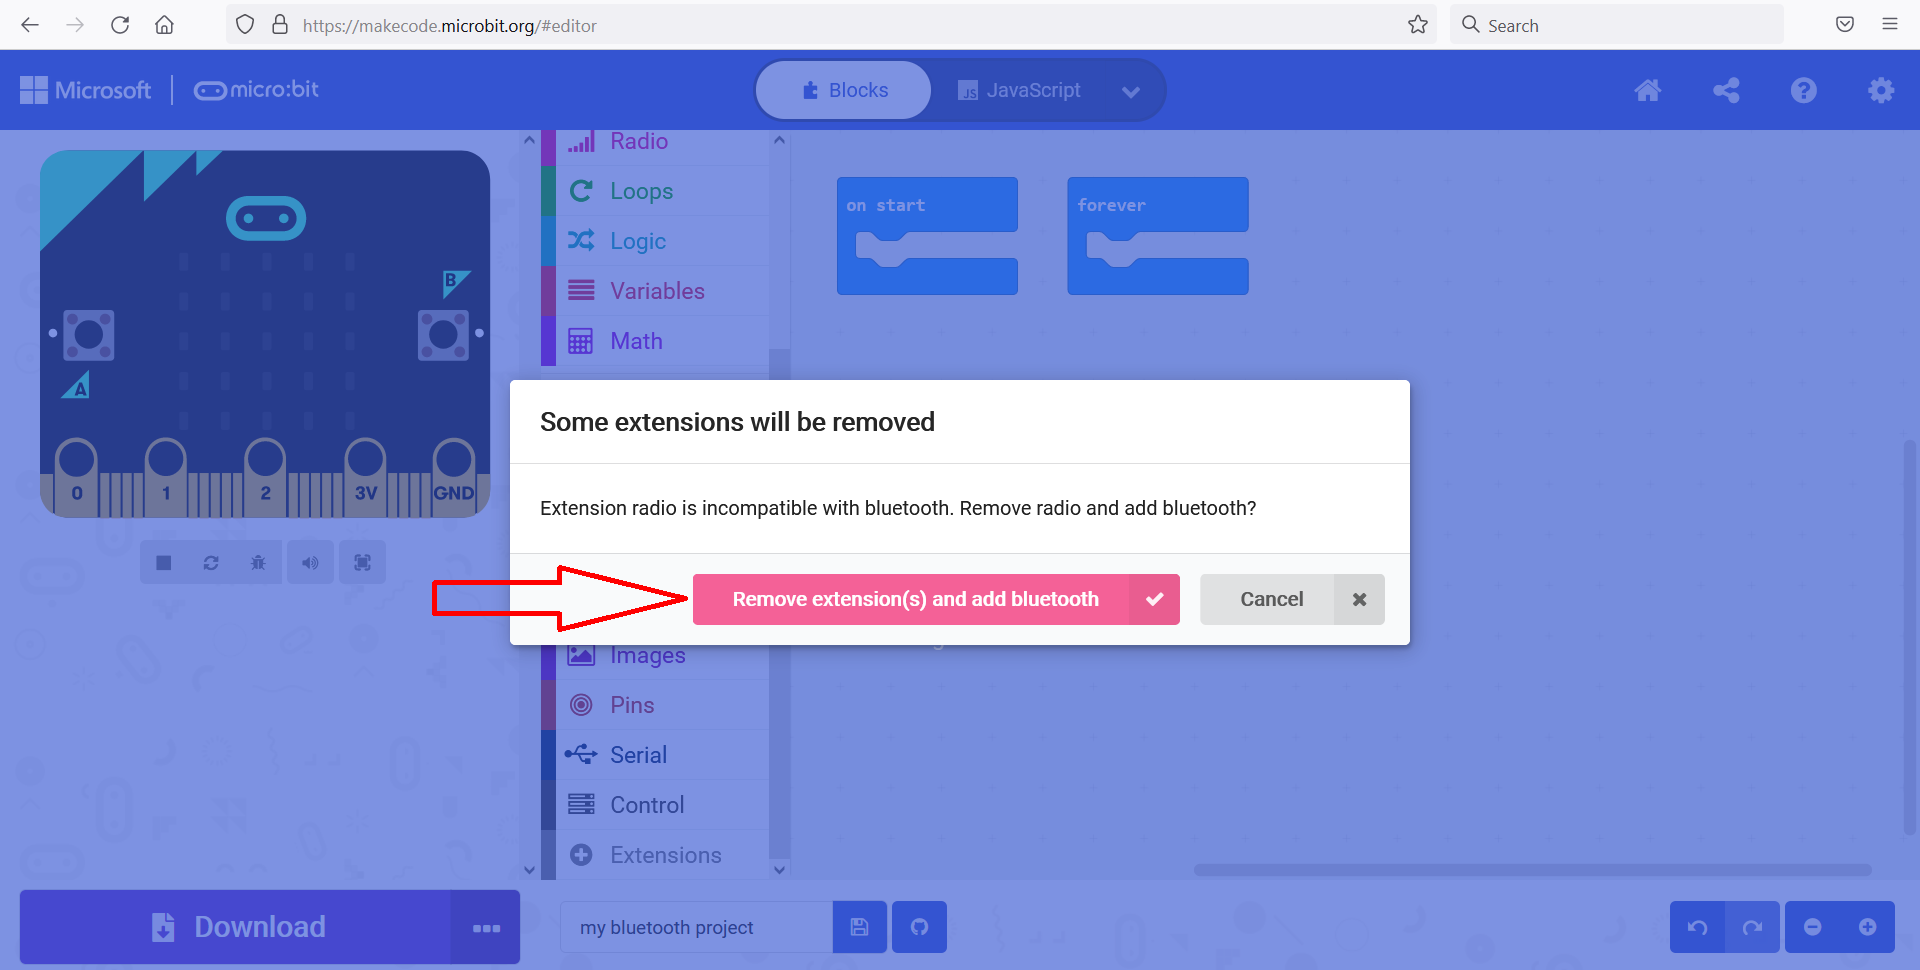 https://makecode.microbit.org/#editor
Search
Microsoft
micro:bit
Blocks
JS JavaScript
Radio
Loops
Logic
Variables
Math
on start
forever
B
A
0 1 2 3V GND
Some extensions will be removed
Extension radio is incompatible with bluetooth. Remove radio and add bluetooth?
Remove extension(s) and add bluetooth
Cancel
Images
Pins
Serial
Control
Extensions
Download
my bluetooth project